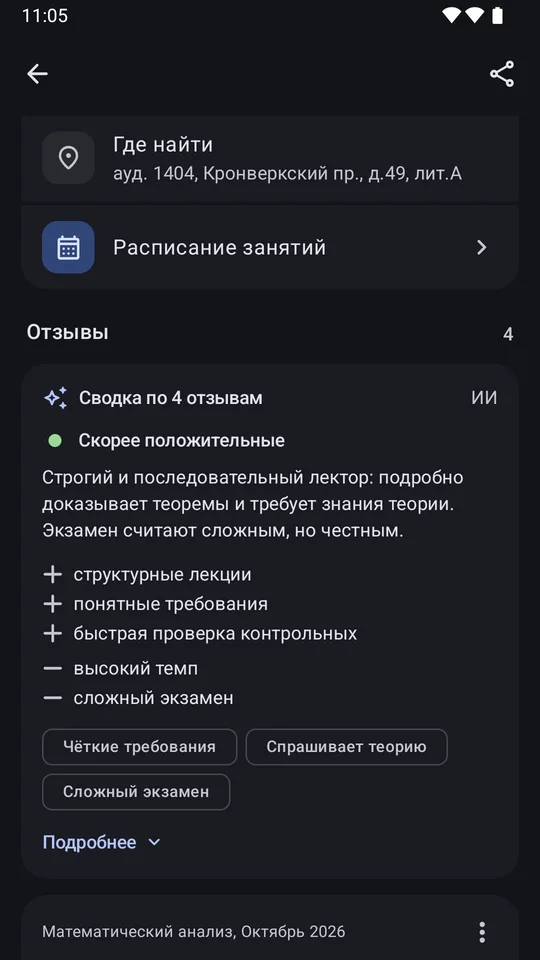 11:05
Где найти
ауд. 1404, Кронверкский пр., д.49, лит.А
Расписание занятий
Отзывы
4
Сводка по 4 отзывам
ИИ
Скорее положительные
Строгий и последовательный лектор: подробно
доказывает теоремы и требует знания теории.
Экзамен считают сложным, но честным.
+ структурные лекции
+ понятные требования
+ быстрая проверка контрольных
− высокий темп
− сложный экзамен
Чёткие требования
Спрашивает теорию
Сложный экзамен
Подробнее
Математический анализ, Октябрь 2026